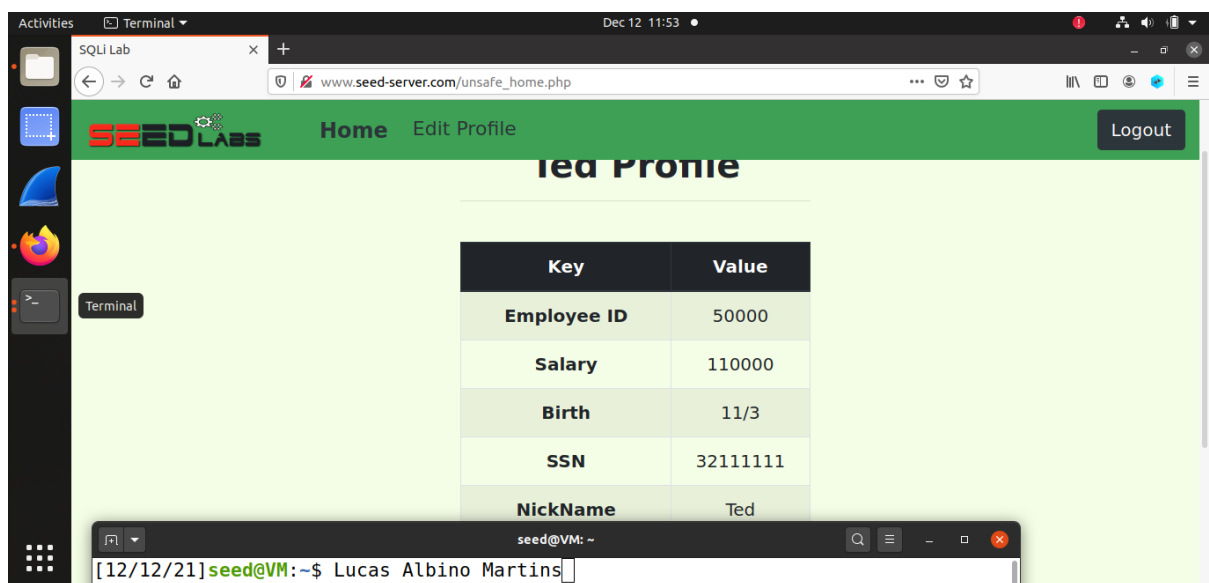 Activities Terminal Dec 12 11:53
SQLi Lab
www.seed-server.com/unsafe_home.php
SEED LABS Home Edit Profile Logout
Ted Profile
Key Value
Terminal
Employee ID 50000
Salary 110000
Birth 11/3
SSN 32111111
NickName Ted
seed@VM: ~
[12/12/21]seed@VM:~$ Lucas Albino Martins